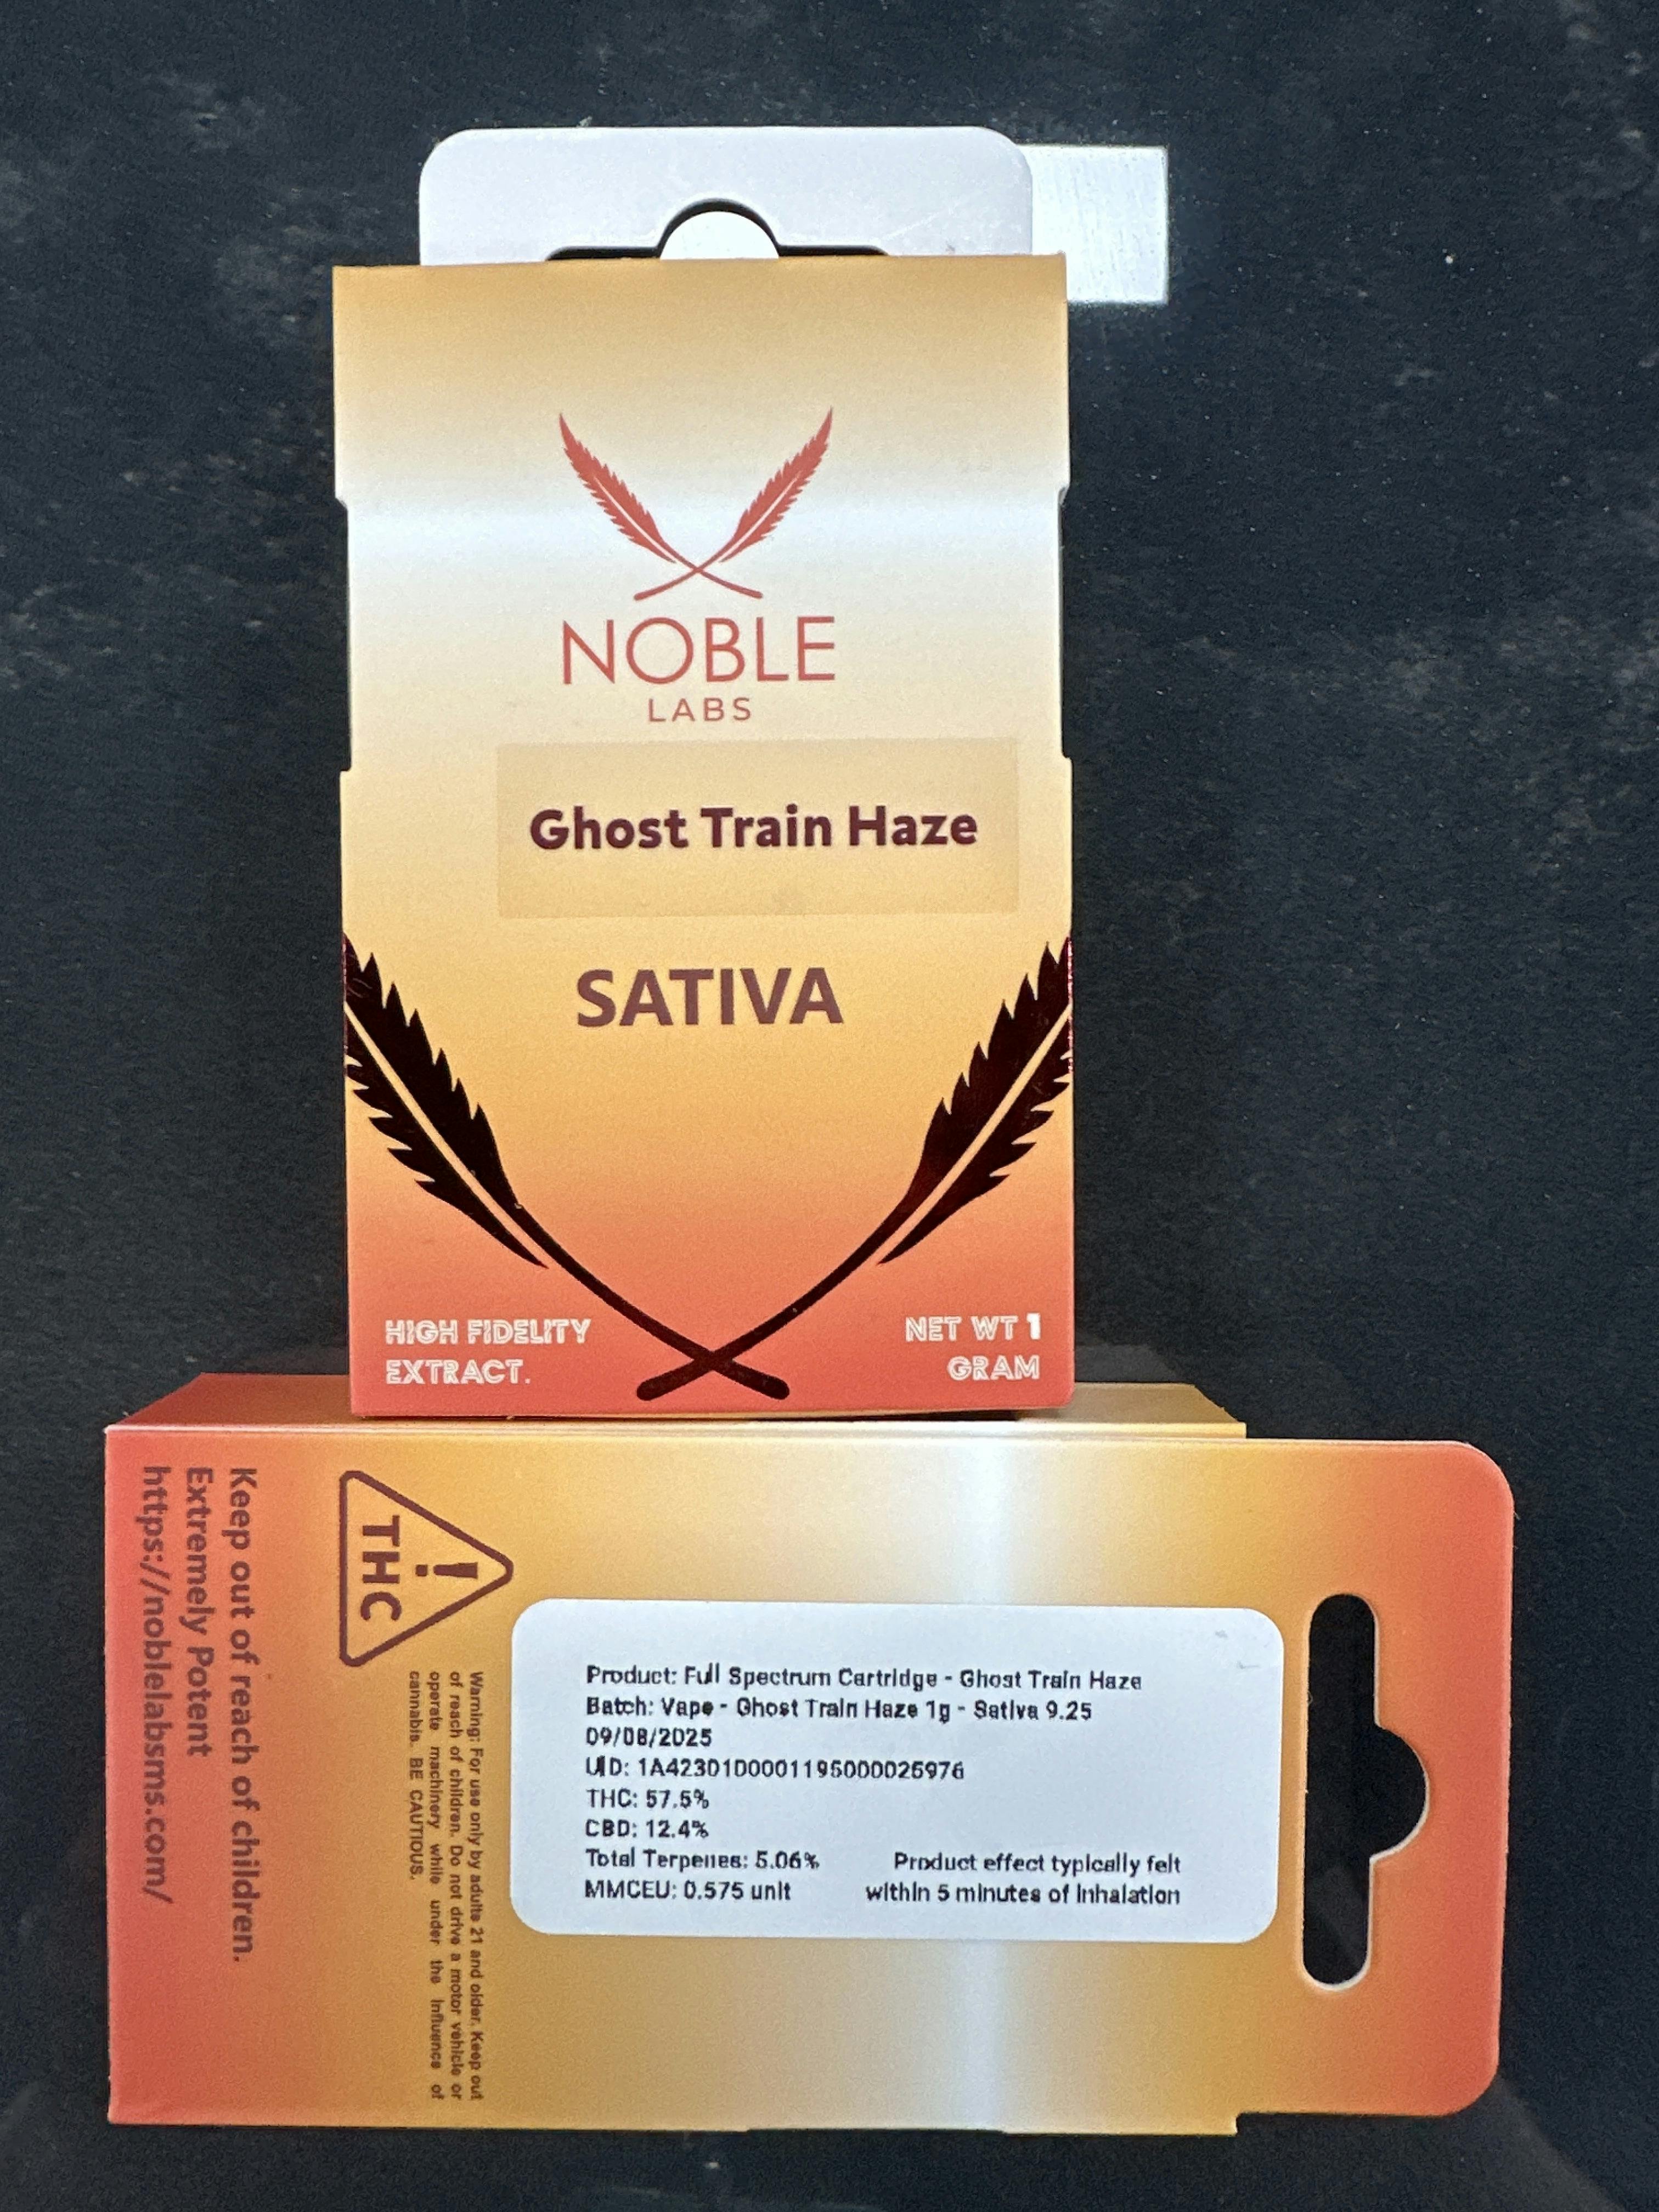 NOBLE
LABS
Ghost Train Haze
SATIVA
HIGH FIDELITY
EXTRACT.
NET WT 1
GRAM
Keep out of reach of children.
Extremely Potent
https://noblelabsms.com/
! THC
Warning: For use only by adults 21 and older. Keep out
of reach of children. Do not drive a motor vehicle or
operate machinery while under the influence of
cannabis. BE CAUTIOUS.
Product: Full Spectrum Cartridge - Ghost Train Haze
Batch: Vape - Ghost Train Haze 1g - Sativa 9.25
09/08/2025
UID: 1A4230100001195000025976
THC: 57.5%
CBD: 12.4%
Total Terpenes: 5.06%
MMCEU: 0.575 unit
Product effect typically felt
within 5 minutes of inhalation